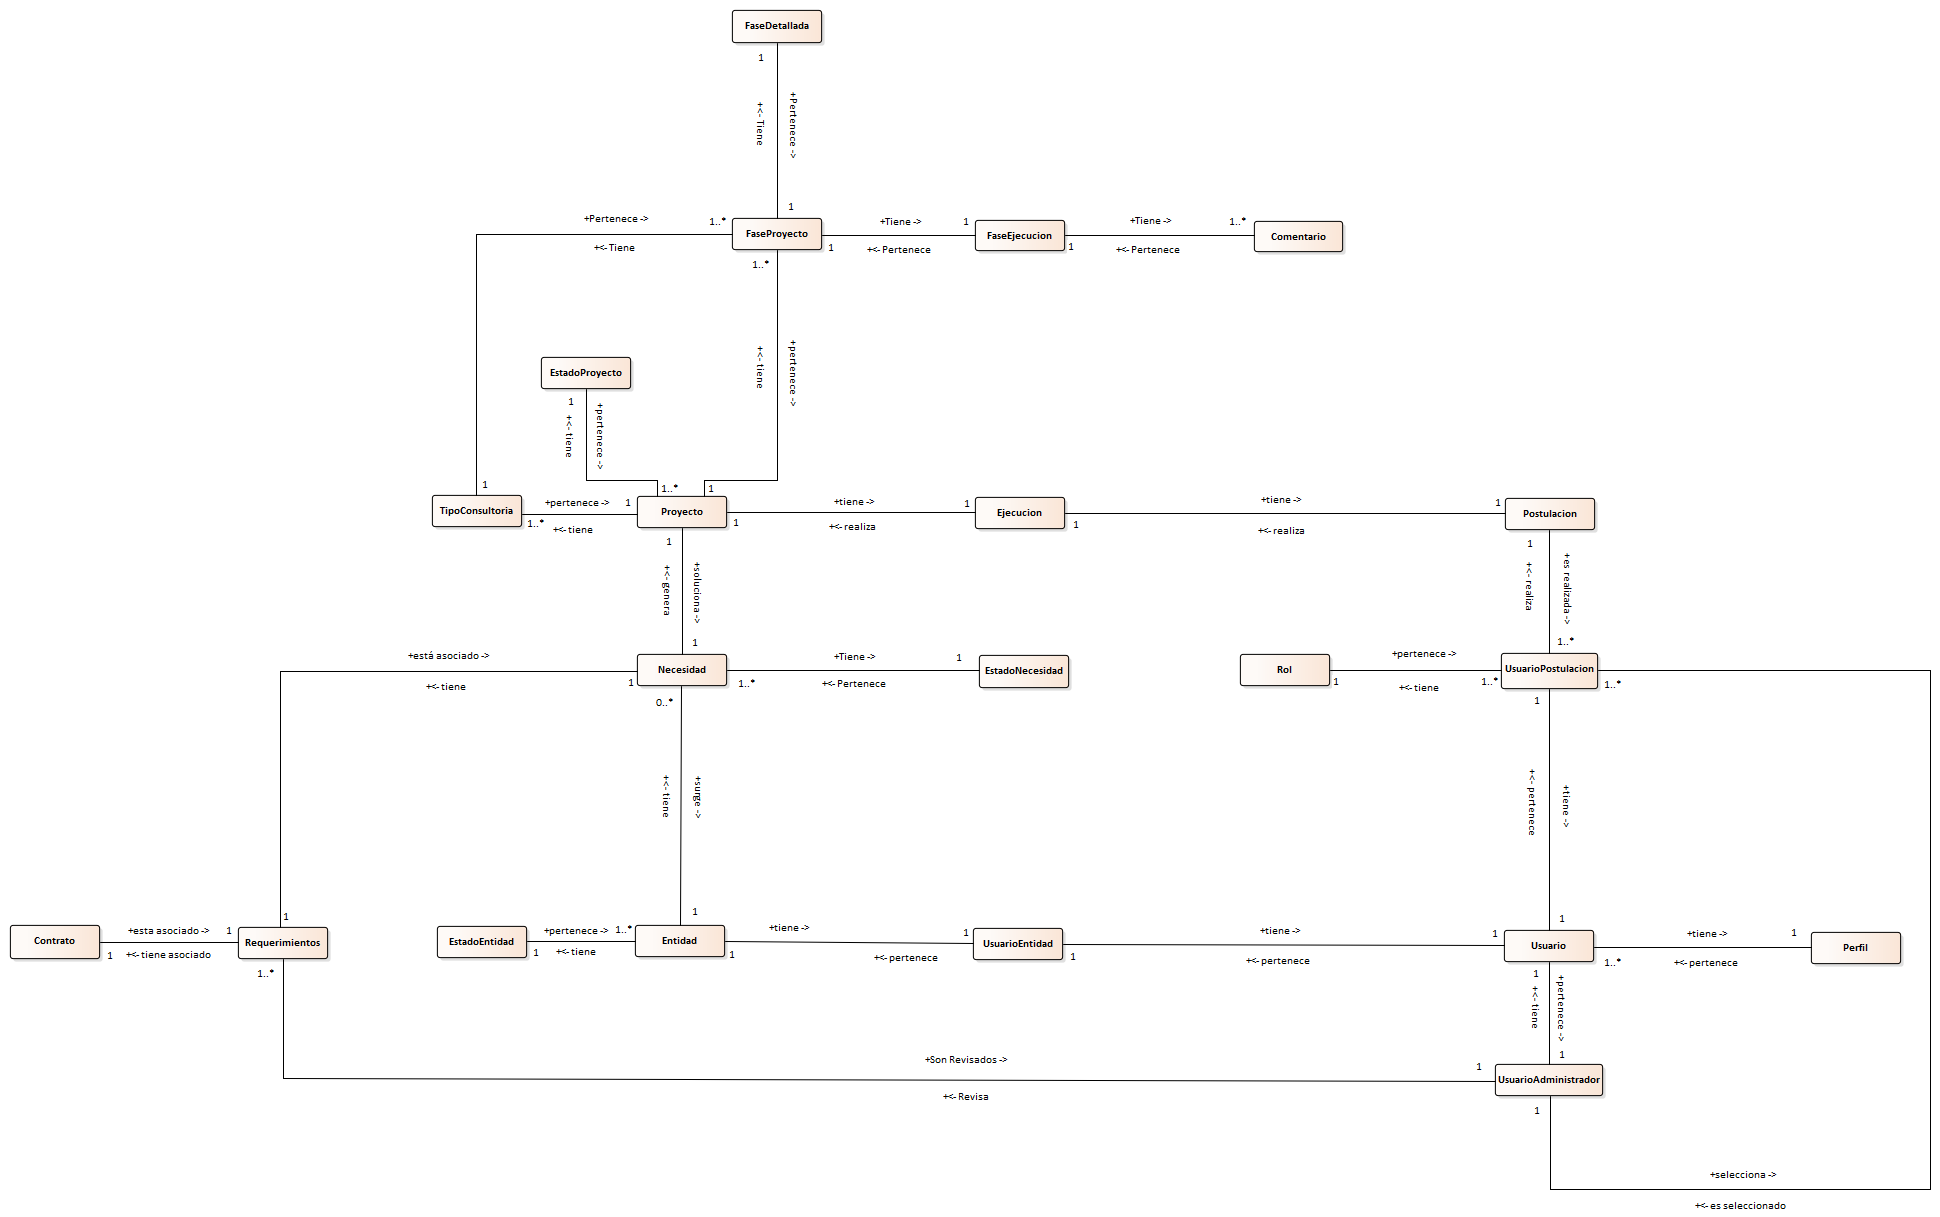 FaseDetallada
1
+<- Tiene
+Pertenece ->
1
+Pertenece ->
1..*
FaseProyecto
+Tiene ->
1
FaseEjecucion
+Tiene ->
1..*
Comentario
+<- Tiene
1
+<- Pertenece
1
+<- Pertenece
1..*
+<- tiene
+pertenece ->
EstadoProyecto
1
+<- tiene
+pertenece ->
1
1..*
1
TipoConsultoria
+pertenece ->
1
Proyecto
+tiene ->
1
Ejecucion
+tiene ->
1
Postulacion
1..*
+<- tiene
1
+<- realiza
1
+<- realiza
1
+<- genera
+soluciona ->
1
1
+<- realiza
+es realizada ->
1..*
+está asociado ->
Necesidad
+Tiene ->
1
EstadoNecesidad
Rol
+pertenece ->
UsuarioPostulacion
+<- tiene
1
1..*
+<- Pertenece
1
+<- tiene
1..*
1..*
0..*
1
+<- tiene
+surge ->
+<- pertenece
+tiene ->
1
1
1
Contrato
+esta asociado ->
1
Requerimientos
EstadoEntidad
+pertenece ->
1..*
Entidad
+tiene ->
1
UsuarioEntidad
+tiene ->
1
Usuario
+tiene ->
1
Perfil
1
+<- tiene asociado
1
+<- tiene
1
+<- pertenece
1
+<- pertenece
1..*
+<- pertenece
1..*
1
+<- tiene
+pertenece ->
1
+Son Revisados ->
1
UsuarioAdministrador
+<- Revisa
1
+selecciona ->
+<- es seleccionado